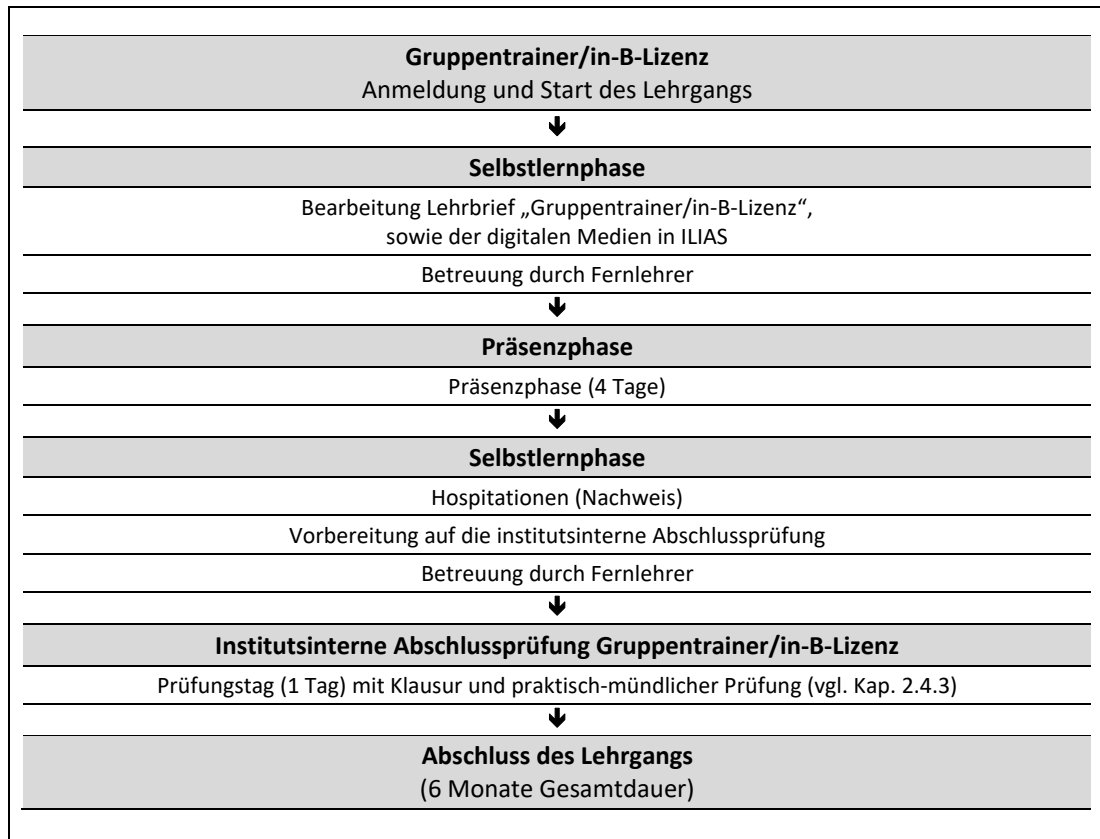 Gruppentrainer/in-B-Lizenz
Anmeldung und Start des Lehrgangs
🡻
Selbstlernphase
Bearbeitung Lehrbrief „Gruppentrainer/in-B-Lizenz“,
sowie der digitalen Medien in ILIAS
Betreuung durch Fernlehrer
🡻
Präsenzphase
Präsenzphase (4 Tage)
🡻
Selbstlernphase
Hospitationen (Nachweis)
Vorbereitung auf die institutsinterne Abschlussprüfung
Betreuung durch Fernlehrer
🡻
Institutsinterne Abschlussprüfung Gruppentrainer/in-B-Lizenz
Prüfungstag (1 Tag) mit Klausur und praktisch-mündlicher Prüfung (vgl. Kap. 2.4.3)
🡻
Abschluss des Lehrgangs
(6 Monate Gesamtdauer)